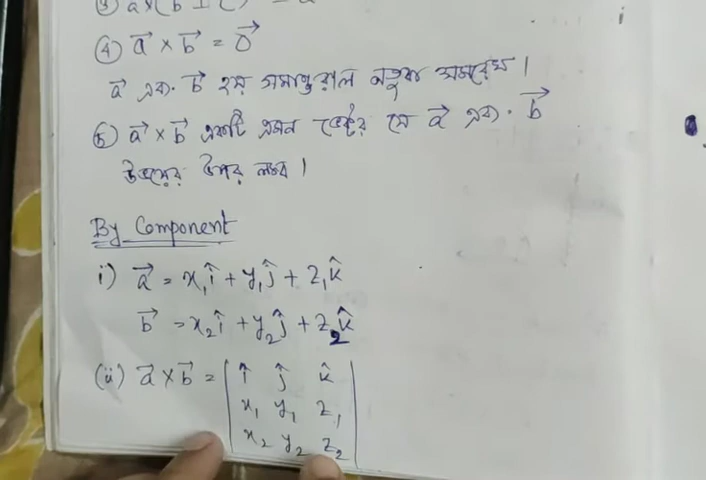 ④ a⃗ × b⃗ = 0⃗
a⃗ এবং b⃗ হয় সমান্তরাল নতুবা সমরেখ।
⑤ a⃗ × b⃗ একটি এমন ভেক্টর যে a⃗ এবং b⃗
উভয়ের উপর লম্ব।
By Component
i) a⃗ = x₁î + y₁ĵ + z₁k̂
b⃗ = x₂î + y₂ĵ + z₂k̂
(ii) a⃗ × b⃗ = | î ĵ k̂ |
x₁ y₁ z₁
x₂ y₂ z₂